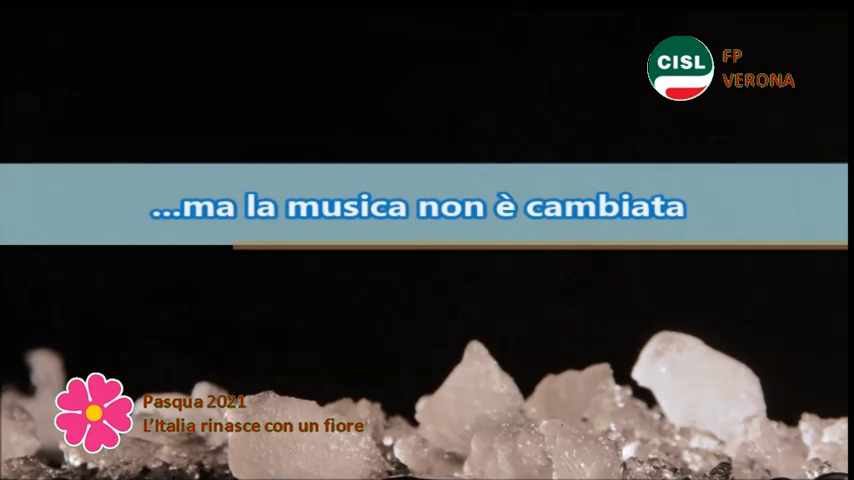 CISL
FP
VERONA
...ma la musica non è cambiata
Pasqua 2021
L'Italia rinasce con un fiore